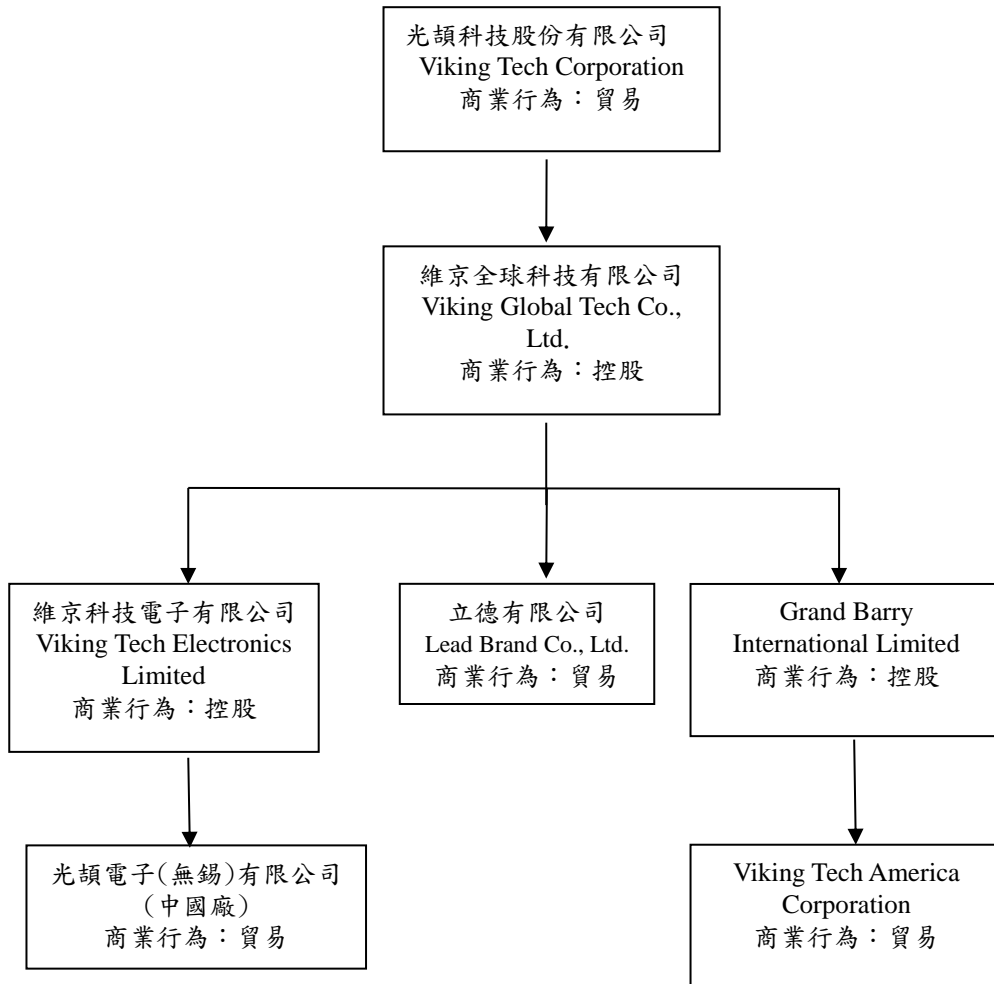 光頡科技股份有限公司
Viking Tech Corporation
商業行為：貿易
維京全球科技有限公司
Viking Global Tech Co.,
Ltd.
商業行為：控股
維京科技電子有限公司
Viking Tech Electronics
Limited
商業行為：控股
立德有限公司
Lead Brand Co., Ltd.
商業行為：貿易
Grand Barry
International Limited
商業行為：控股
光頡電子(無錫)有限公司
(中國廠)
商業行為：貿易
Viking Tech America
Corporation
商業行為：貿易